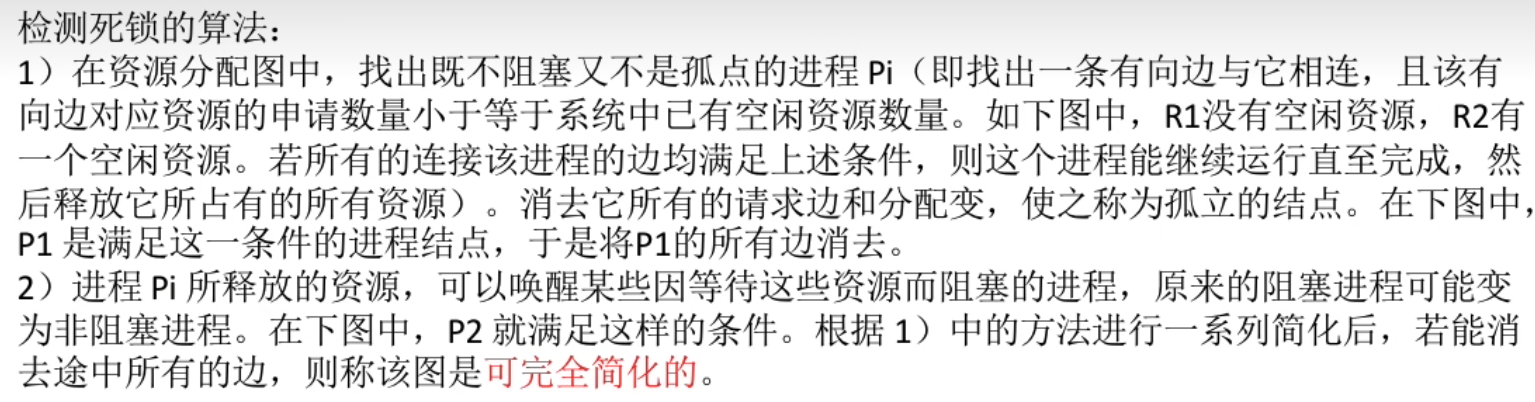 检测死锁的算法：
1）在资源分配图中，找出既不阻塞又不是孤点的进程 Pi（即找出一条有向边与它相连，且该有
向边对应资源的申请数量小于等于系统中已有空闲资源数量。如下图中，R1没有空闲资源，R2有
一个空闲资源。若所有的连接该进程的边均满足上述条件，则这个进程能继续运行直至完成，然
后释放它所占有的所有资源）。消去它所有的请求边和分配变，使之称为孤立的结点。在下图中，
P1 是满足这一条件的进程结点，于是将P1的所有边消去。
2）进程 Pi 所释放的资源，可以唤醒某些因等待这些资源而阻塞的进程，原来的阻塞进程可能变
为非阻塞进程。在下图中，P2 就满足这样的条件。根据 1）中的方法进行一系列简化后，若能消
去途中所有的边，则称该图是可完全简化的。